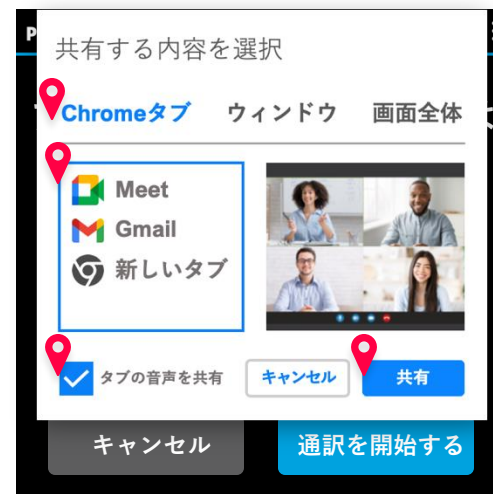 P
共有する内容を選択
Chromeタブ ウィンドウ 画面全体
Meet
Gmail
新しいタブ
タブの音声を共有 キャンセル 共有
キャンセル 通訳を開始する